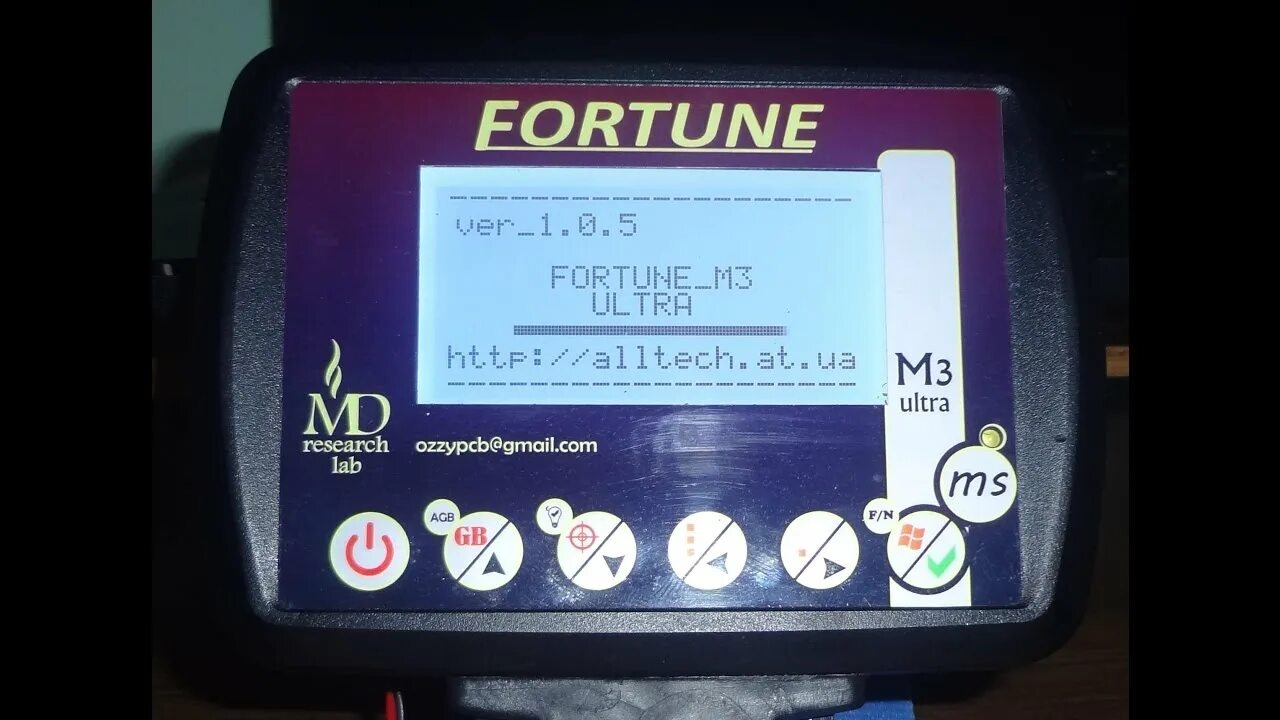 FORTUNE
ver_1.0.5
FORTUNE_M3
ULTRA
http://alltech.at.ua
M3
ultra
MD
research
lab
ozzypcb@gmail.com
ms
AGB
GB
F/N